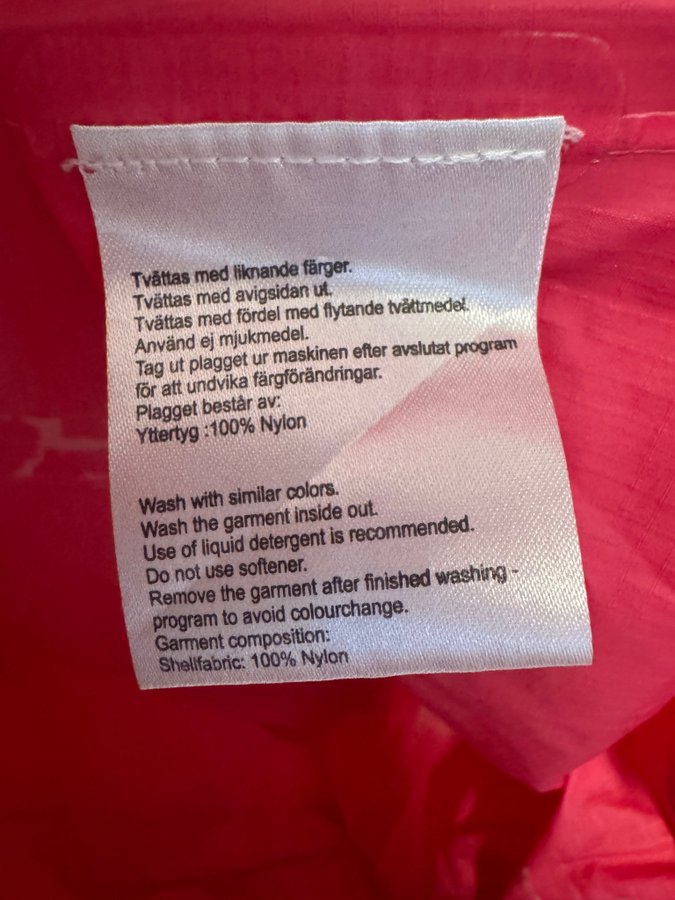 Tvättas med liknande färger.
Tvättas med avigsidan ut.
Tvättas med fördel med flytande tvättmedel.
Använd ej mjukmedel.
Tag ut plagget ur maskinen efter avslutat program
för att undvika färgförändringar.
Plagget består av:
Yttertyg :100% Nylon
Wash with similar colors.
Wash the garment inside out.
Use of liquid detergent is recommended.
Do not use softener.
Remove the garment after finished washing -
program to avoid colourchange.
Garment composition:
Shellfabric: 100% Nylon